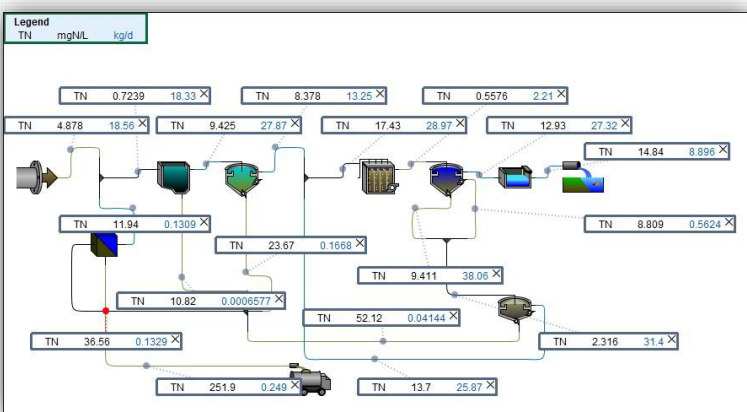 Legend
TN mgN/L kg/d
TN 0.7239 18.33
TN 8.378 13.25
TN 0.5576 2.21
TN 4.878 18.56
TN 9.425 27.87
TN 17.43 28.97
TN 12.93 27.32
TN 14.84 8.896
TN 11.94 0.1309
TN 8.809 0.5624
TN 23.67 0.1668
TN 9.411 38.06
TN 10.82 0.0006577
TN 52.12 0.04144
TN 36.56 0.1329
TN 2.316 31.4
TN 251.9 0.249
TN 13.7 25.87